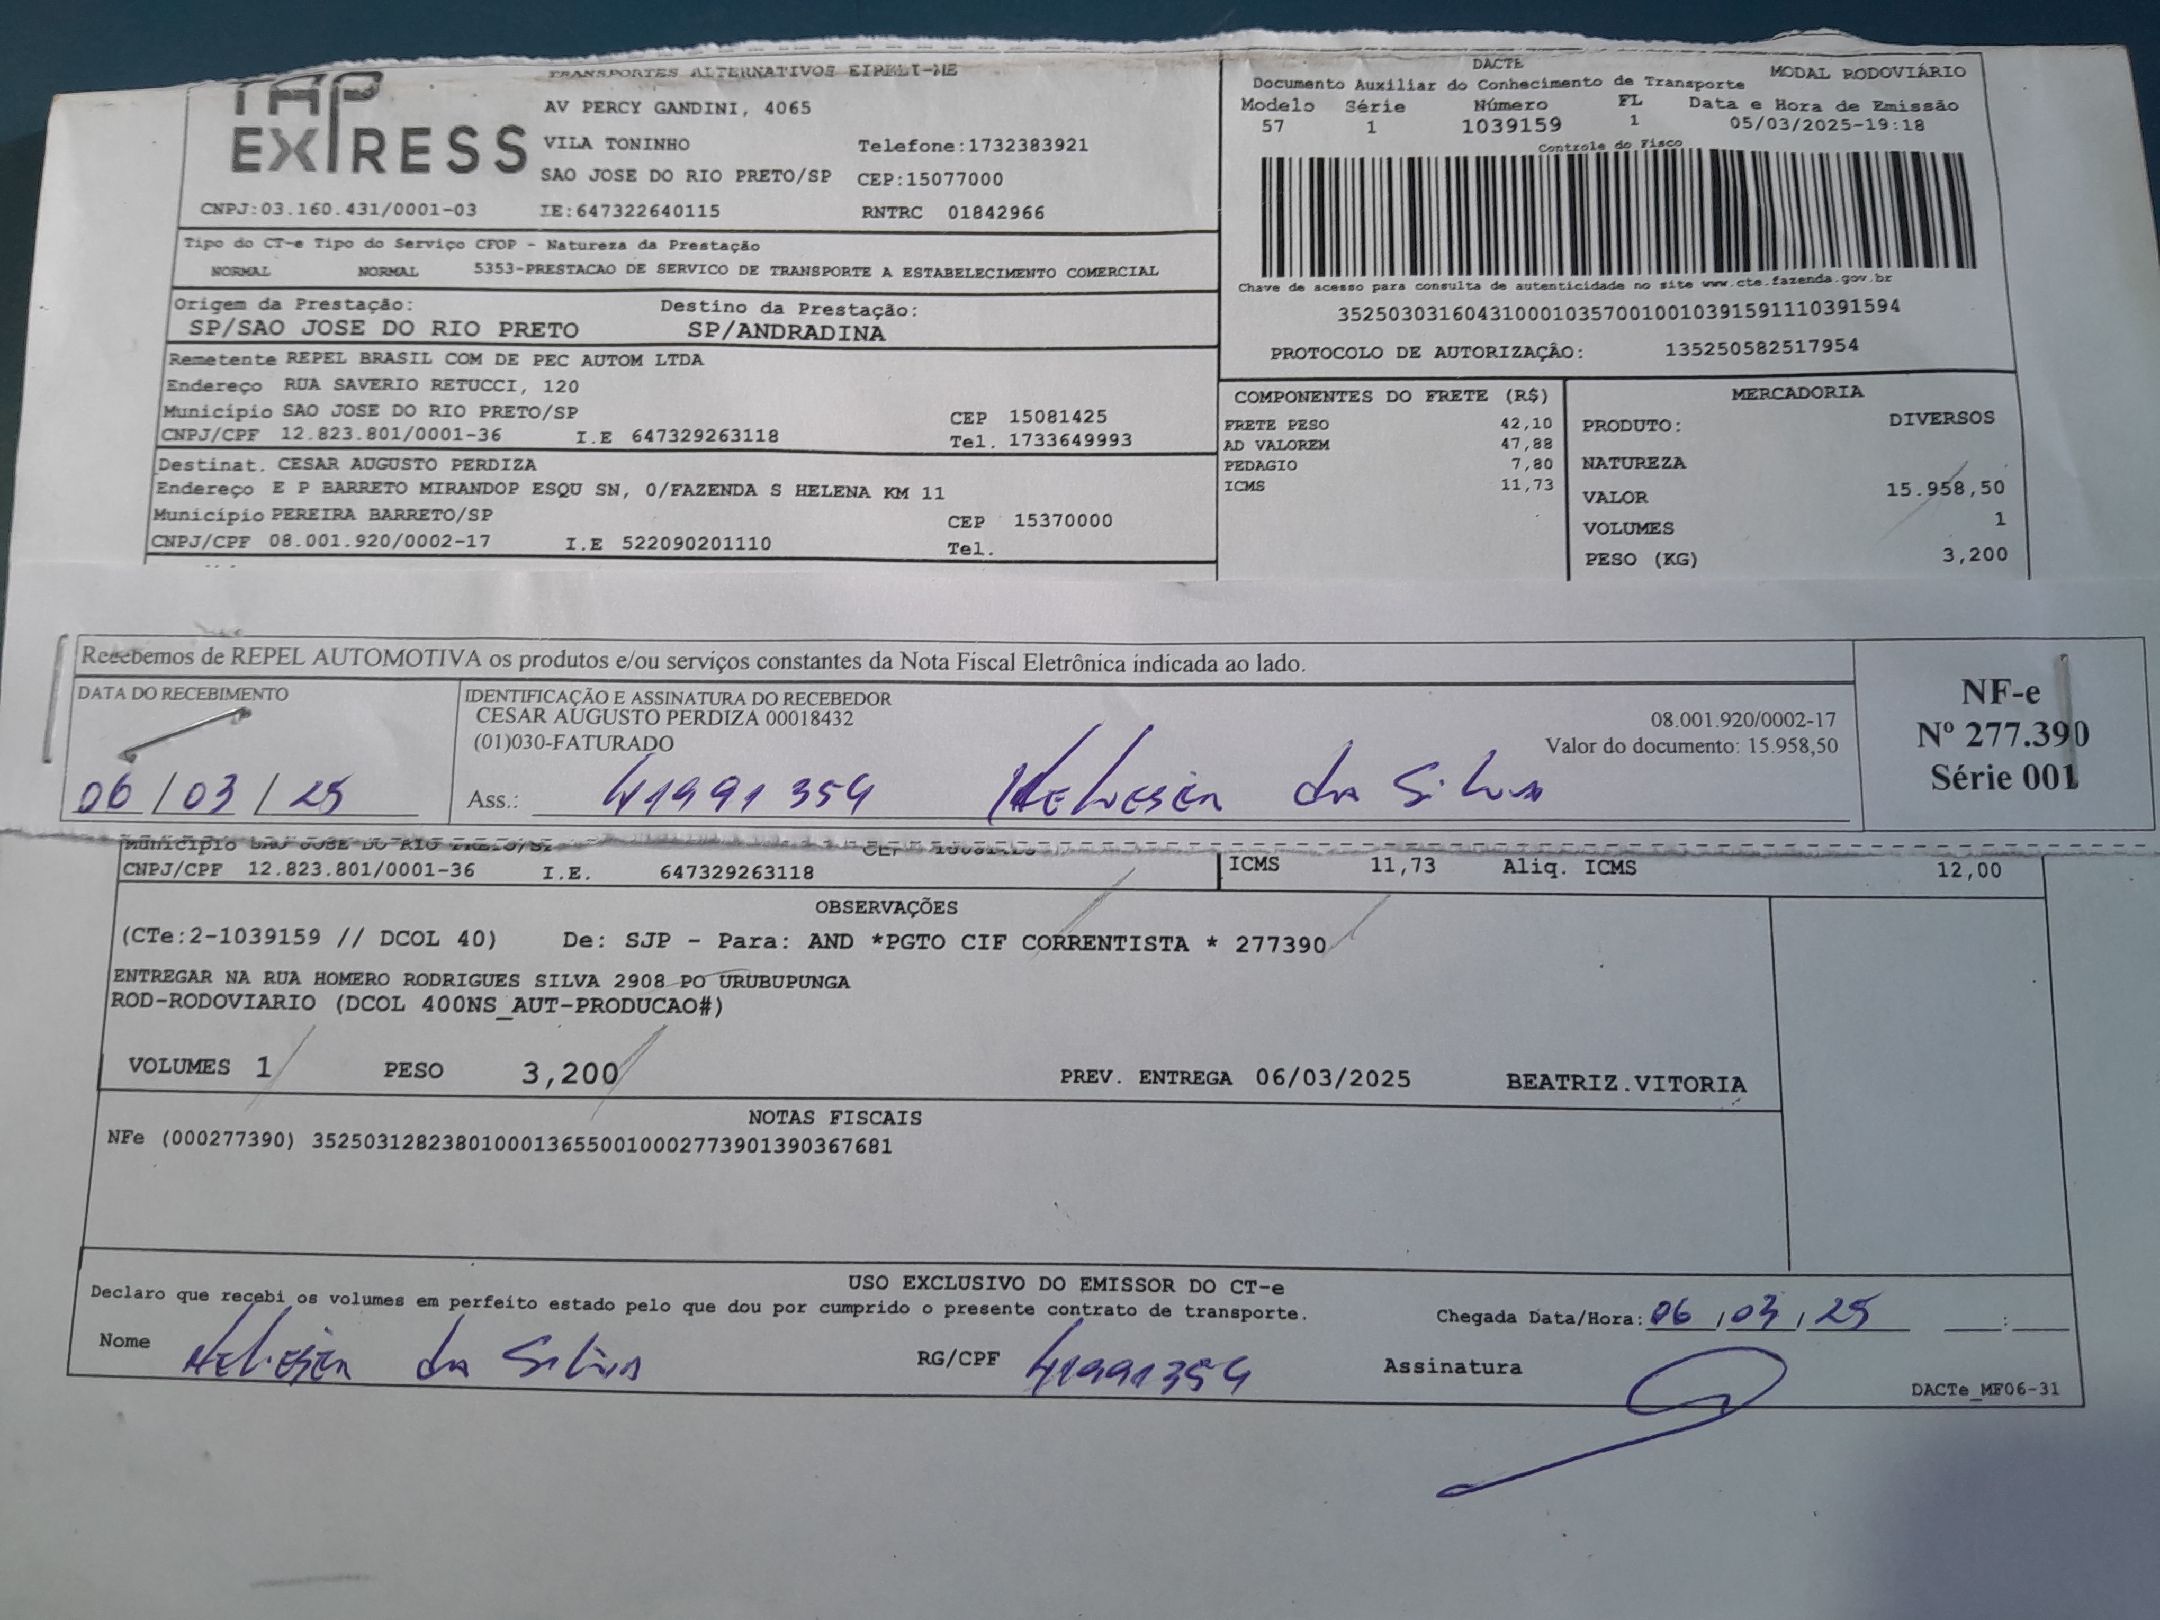 TAP
EXPRESS
TRANSPORTES ALTERNATIVOS EIRELI-ME
AV PERCY GANDINI, 4065
VILA TONINHO Telefone:1732383921
SAO JOSE DO RIO PRETO/SP CEP:15077000
CNPJ:03.160.431/0001-03 IE:647322640115 RNTRC 01842966
DACTE
Documento Auxiliar do Conhecimento de Transporte MODAL RODOVIÁRIO
Modelo Série Número FL Data e Hora de Emissão
57 1 1039159 1 05/03/2025-19:18
Controle do Fisco
Chave de acesso para consulta de autenticidade no site www.cte.fazenda.gov.br
35250303160431000103570010010391591110391594
PROTOCOLO DE AUTORIZAÇÃO: 135250582517954
Tipo do CT-e Tipo do Serviço CFOP - Natureza da Prestação
NORMAL NORMAL 5353-PRESTACAO DE SERVICO DE TRANSPORTE A ESTABELECIMENTO COMERCIAL
Origem da Prestação: Destino da Prestação:
SP/SAO JOSE DO RIO PRETO SP/ANDRADINA
Remetente REPEL BRASIL COM DE PEC AUTOM LTDA
Endereço RUA SAVERIO RETUCCI, 120
Município SAO JOSE DO RIO PRETO/SP CEP 15081425
CNPJ/CPF 12.823.801/0001-36 I.E 647329263118 Tel. 1733649993
Destinat. CESAR AUGUSTO PERDIZA
Endereço E P BARRETO MIRANDOP ESQU SN, 0/FAZENDA S HELENA KM 11
Município PEREIRA BARRETO/SP CEP 15370000
CNPJ/CPF 08.001.920/0002-17 I.E 522090201110 Tel.
COMPONENTES DO FRETE (R$)
FRETE PESO 42,10
AD VALOREM 47,88
PEDAGIO 7,80
ICMS 11,73
MERCADORIA
PRODUTO: DIVERSOS
NATUREZA
VALOR 15.958,50
VOLUMES 1
PESO (KG) 3,200
Recebemos de REPEL AUTOMOTIVA os produtos e/ou serviços constantes da Nota Fiscal Eletrônica indicada ao lado.
DATA DO RECEBIMENTO
06/03/25
IDENTIFICAÇÃO E ASSINATURA DO RECEBEDOR
CESAR AUGUSTO PERDIZA 00018432 08.001.920/0002-17
(01)030-FATURADO Valor do documento: 15.958,50
Ass.: 41991359 da Silva
NF-e
Nº 277.390
Série 001
Município SAO JOSE DO RIO PRETO/SP CEP 15081425
CNPJ/CPF 12.823.801/0001-36 I.E. 647329263118
ICMS 11,73 Aliq. ICMS 12,00
OBSERVAÇÕES
(CTe:2-1039159 // DCOL 40) De: SJP - Para: AND *PGTO CIF CORRENTISTA * 277390
ENTREGAR NA RUA HOMERO RODRIGUES SILVA 2908 PO URUBUPUNGA
ROD-RODOVIARIO (DCOL 400NS_AUT-PRODUCAO#)
VOLUMES 1 PESO 3,200 PREV. ENTREGA 06/03/2025 BEATRIZ.VITORIA
NOTAS FISCAIS
NFe (000277390) 35250312823801000136550010002773901390367681
USO EXCLUSIVO DO EMISSOR DO CT-e
Declaro que recebi os volumes em perfeito estado pelo que dou por cumprido o presente contrato de transporte. Chegada Data/Hora: 06/03/25 __:__
Nome da Silva RG/CPF 41991359 Assinatura
DACTe_MF06-31